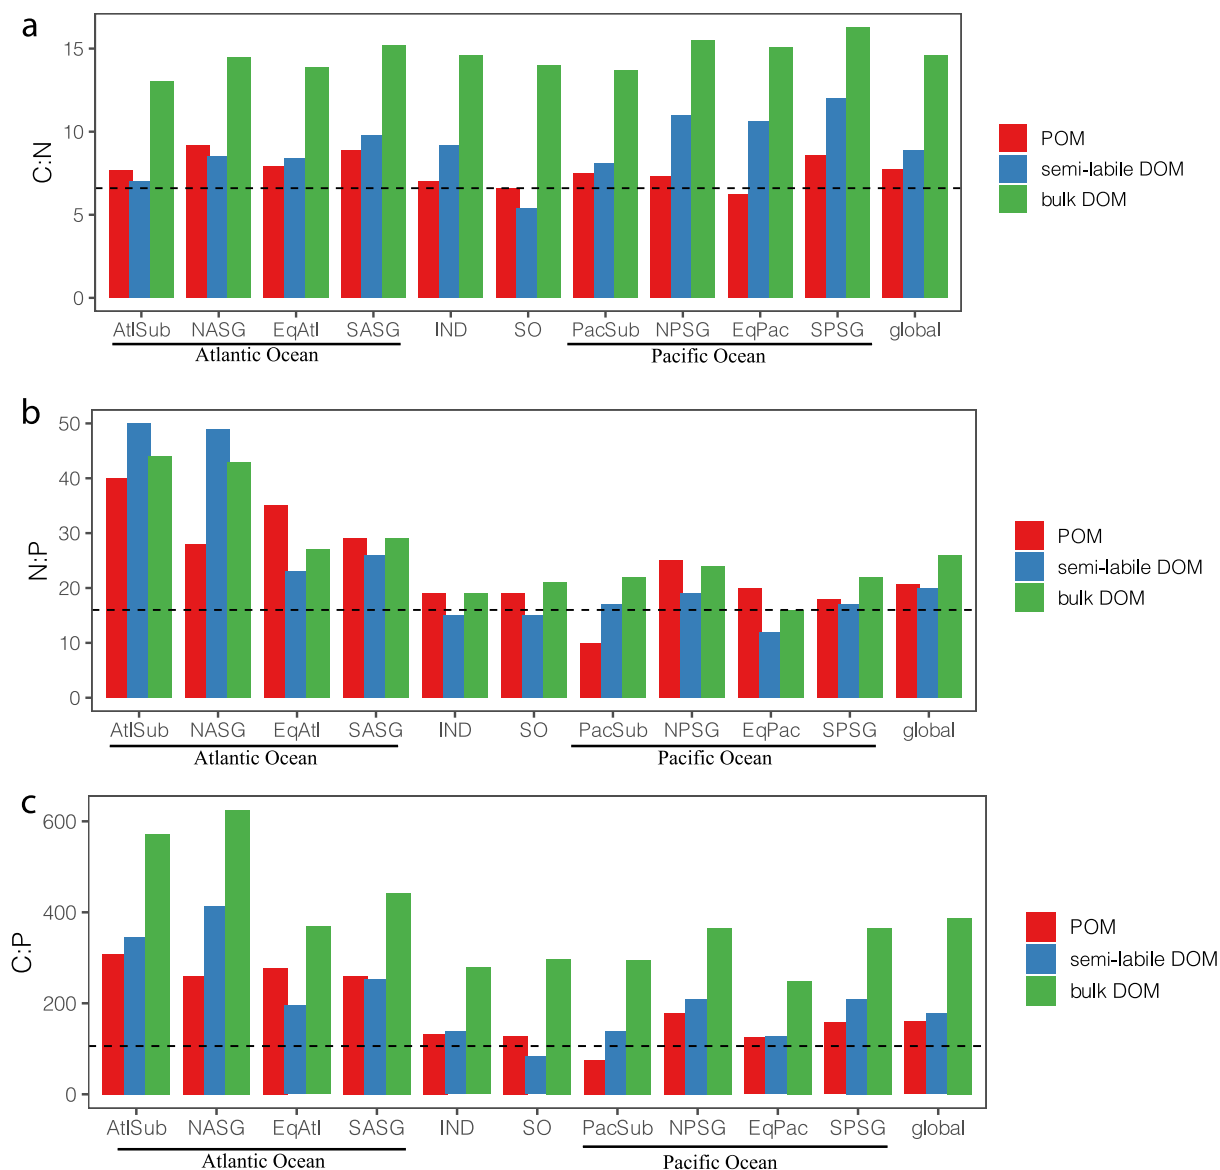 a
C:N
15
10
5
0
AtlSub NASG EqAtl SASG IND SO PacSub NPSG EqPac SPSG global
Atlantic Ocean Pacific Ocean
POM
semi-labile DOM
bulk DOM
b
N:P
50
40
30
20
10
0
AtlSub NASG EqAtl SASG IND SO PacSub NPSG EqPac SPSG global
Atlantic Ocean Pacific Ocean
POM
semi-labile DOM
bulk DOM
c
C:P
600
400
200
0
AtlSub NASG EqAtl SASG IND SO PacSub NPSG EqPac SPSG global
Atlantic Ocean Pacific Ocean
POM
semi-labile DOM
bulk DOM